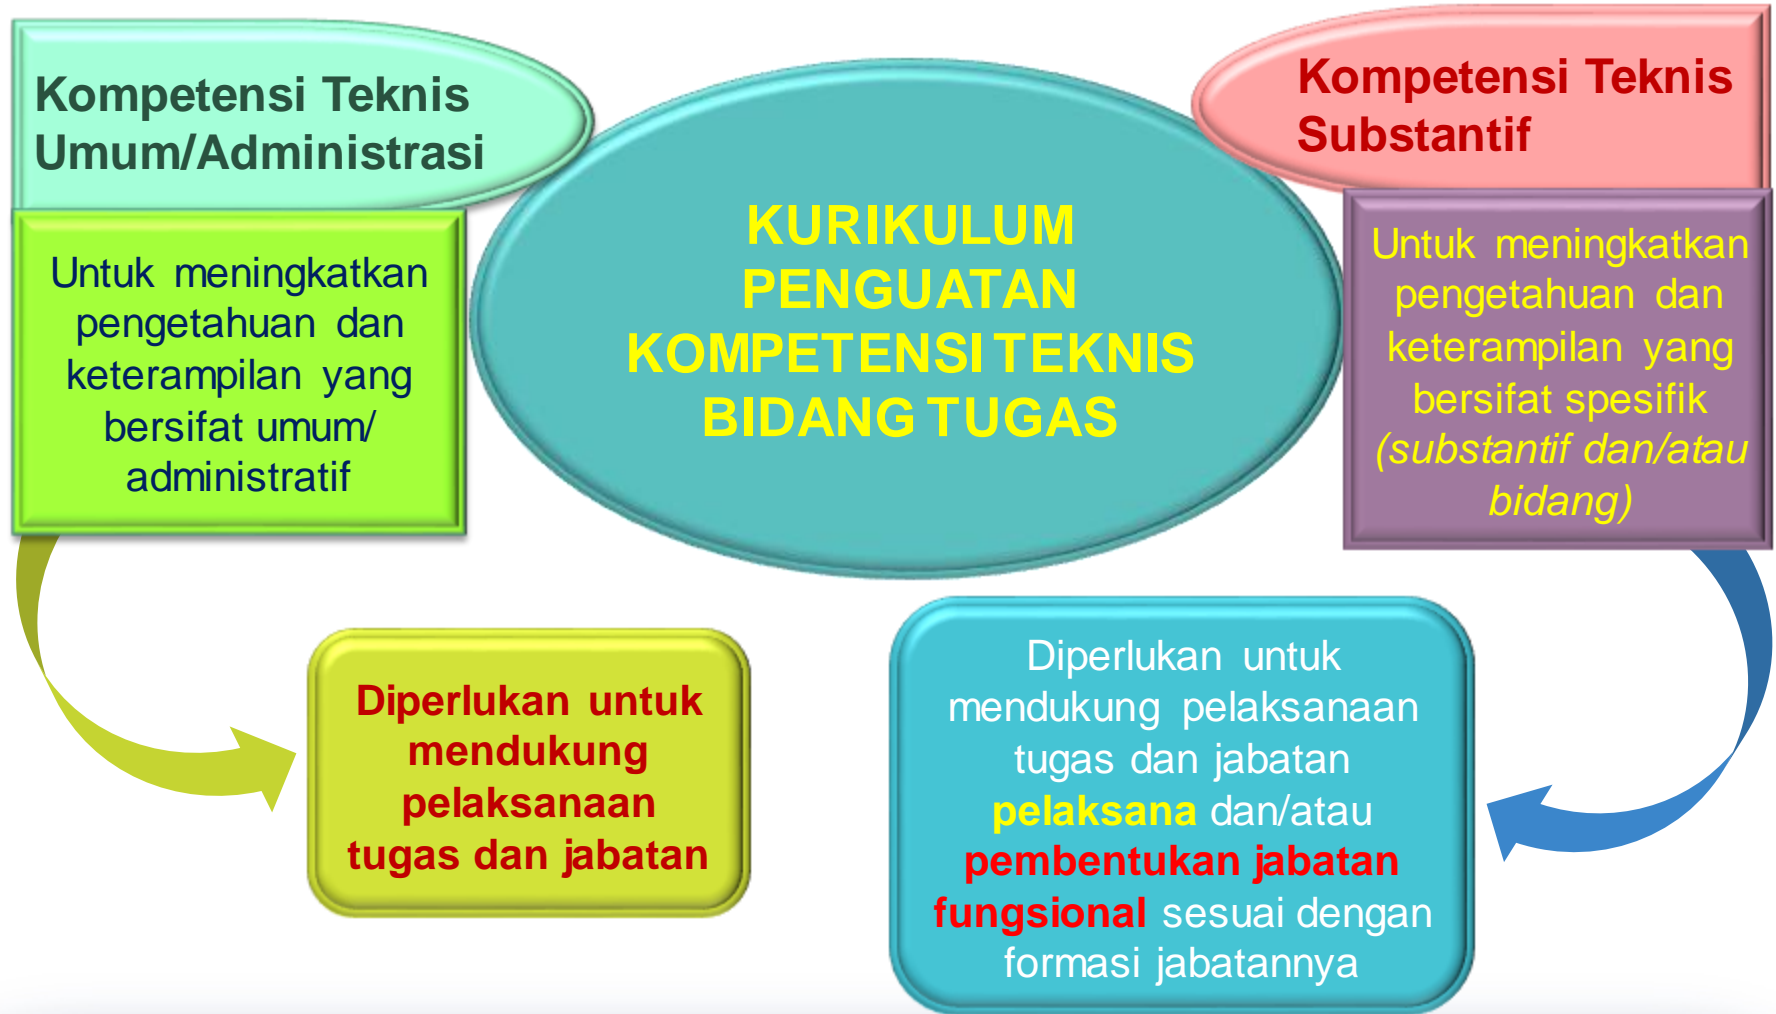 Kompetensi Teknis
Umum/Administrasi
Untuk meningkatkan
pengetahuan dan
keterampilan yang
bersifat umum/
administratif
Diperlukan untuk
mendukung
pelaksanaan
tugas dan jabatan
KURIKULUM
PENGUATAN
KOMPETENSI TEKNIS
BIDANG TUGAS
Kompetensi Teknis
Substantif
Untuk meningkatkan
pengetahuan dan
keterampilan yang
bersifat spesifik
(substantif dan/atau
bidang)
Diperlukan untuk
mendukung pelaksanaan
tugas dan jabatan
pelaksana dan/atau
pembentukan jabatan
fungsional sesuai dengan
formasi jabatannya